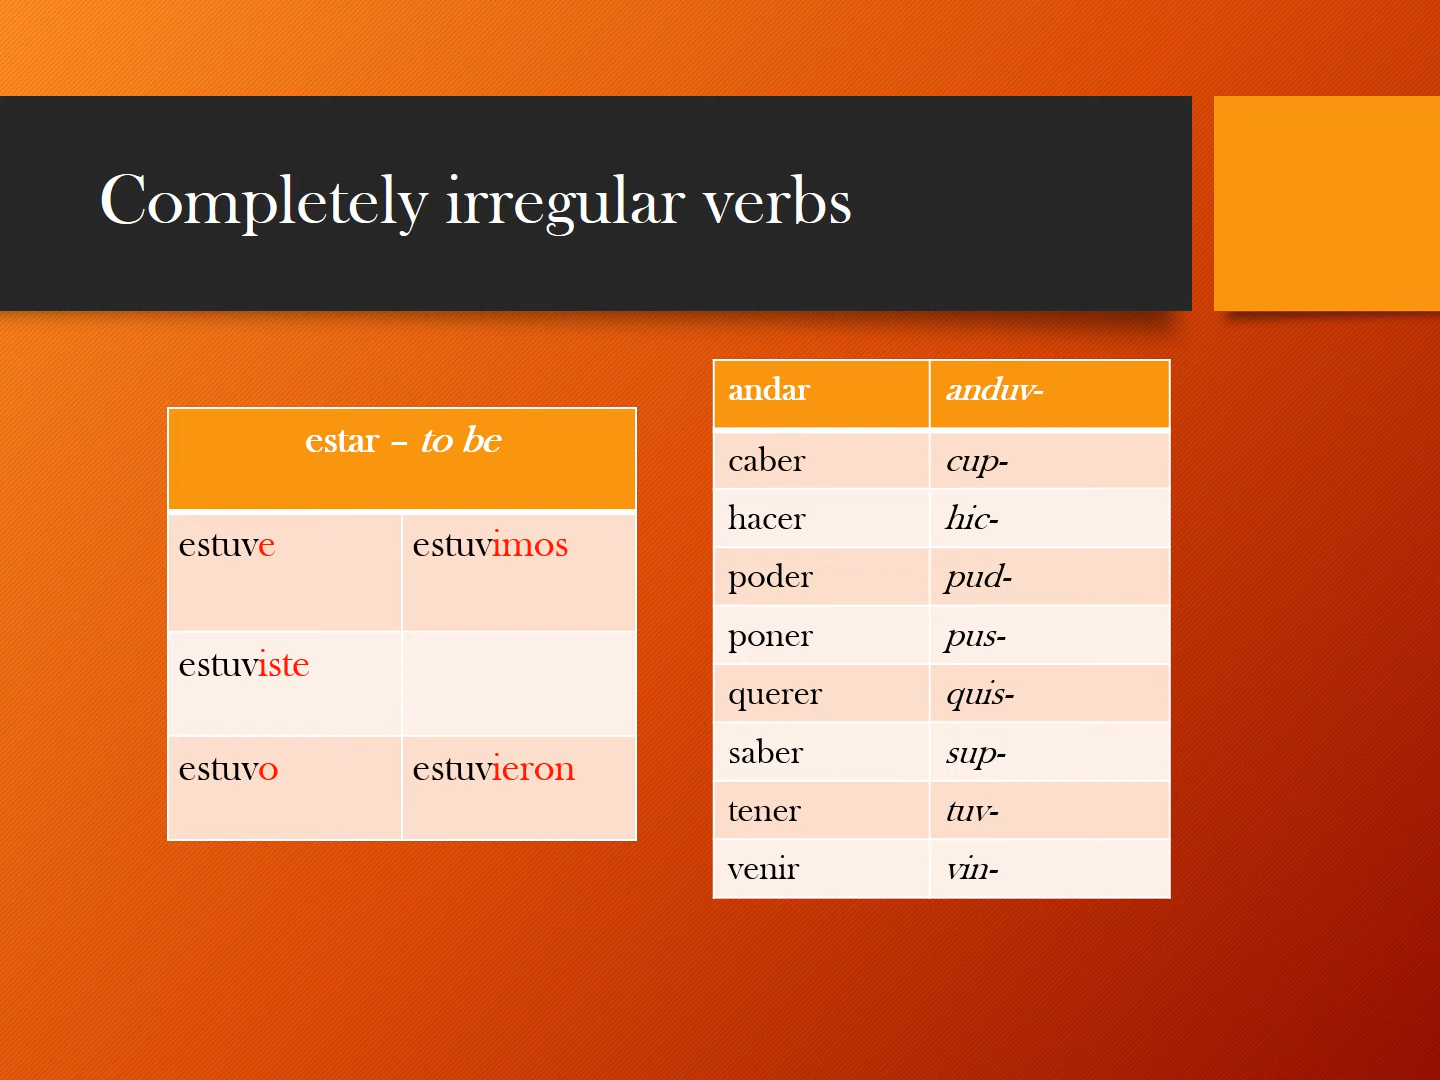 Completely irregular verbs
estar – to be
estuve estuvimos
estuviste
estuvo estuvieron
andar anduv-
caber cup-
hacer hic-
poder pud-
poner pus-
querer quis-
saber sup-
tener tuv-
venir vin-